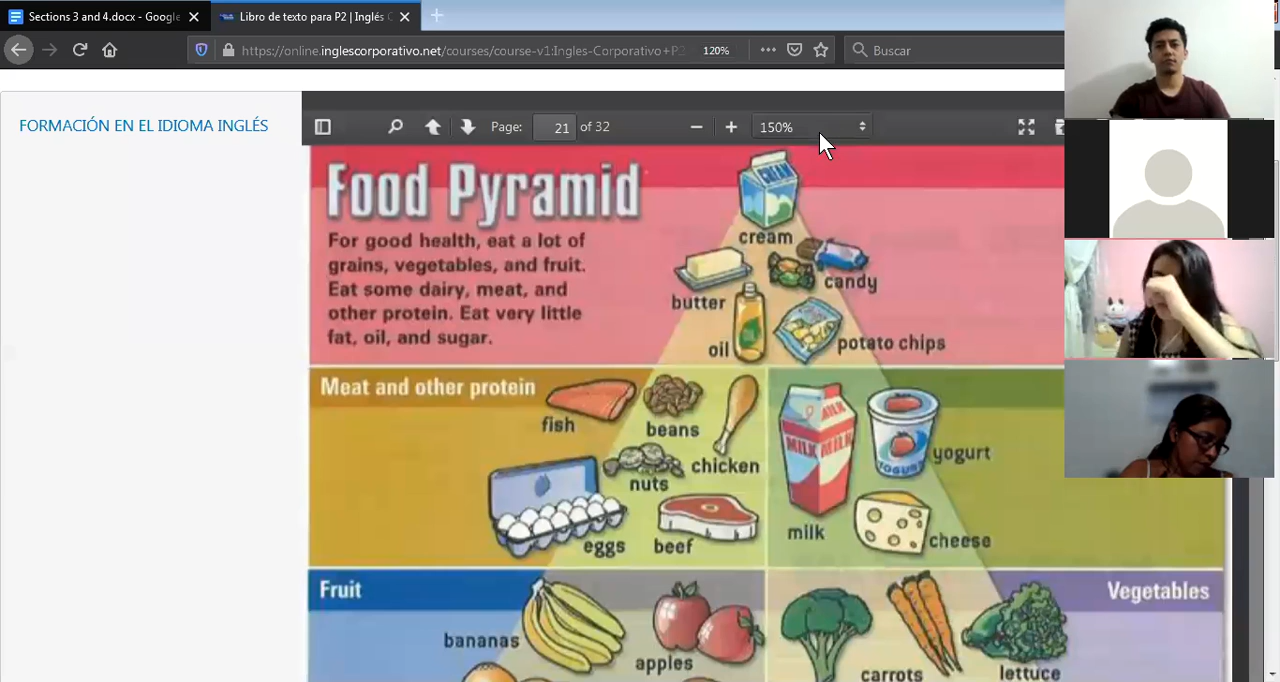 Sections 3 and 4.docx - Google
Libro de texto para P2 | Inglés C
https://online.inglescorporativo.net/courses/course-v1:Ingles-Corporativo+P
120%
Buscar
FORMACIÓN EN EL IDIOMA INGLÉS
Page: 21 of 32
150%
Food Pyramid
For good health, eat a lot of
grains, vegetables, and fruit.
Eat some dairy, meat, and
other protein. Eat very little
fat, oil, and sugar.
CREAM
cream
candy
butter
oil
potato chips
Meat and other protein
fish
beans
chicken
nuts
eggs
beef
MILK
MILK MILK
milk
YOGURT
yogurt
cheese
Fruit
bananas
apples
Vegetables
carrots
lettuce